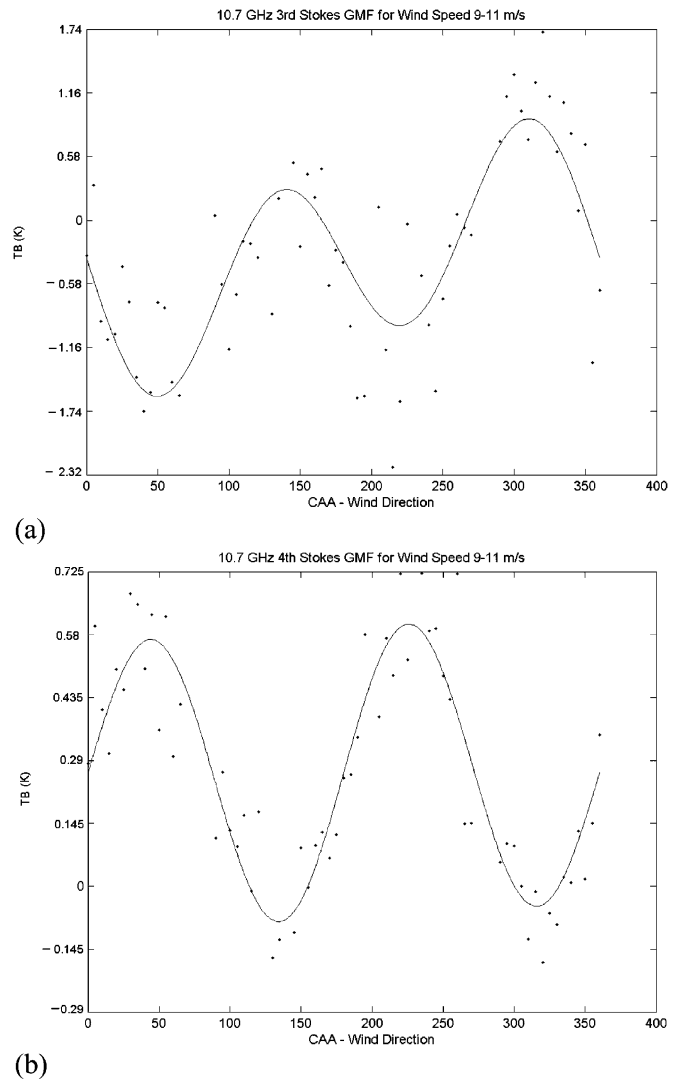 10.7 GHz 3rd Stokes GMF for Wind Speed 9-11 m/s
1.74
1.16
0.58
0
−0.58
−1.16
−1.74
−2.32
TB (K)
0 50 100 150 200 250 300 350 400
CAA - Wind Direction
(a)
10.7 GHz 4th Stokes GMF for Wind Speed 9-11 m/s
0.725
0.58
0.435
0.29
0.145
0
−0.145
−0.29
TB (K)
0 50 100 150 200 250 300 350 400
CAA - Wind Direction
(b)